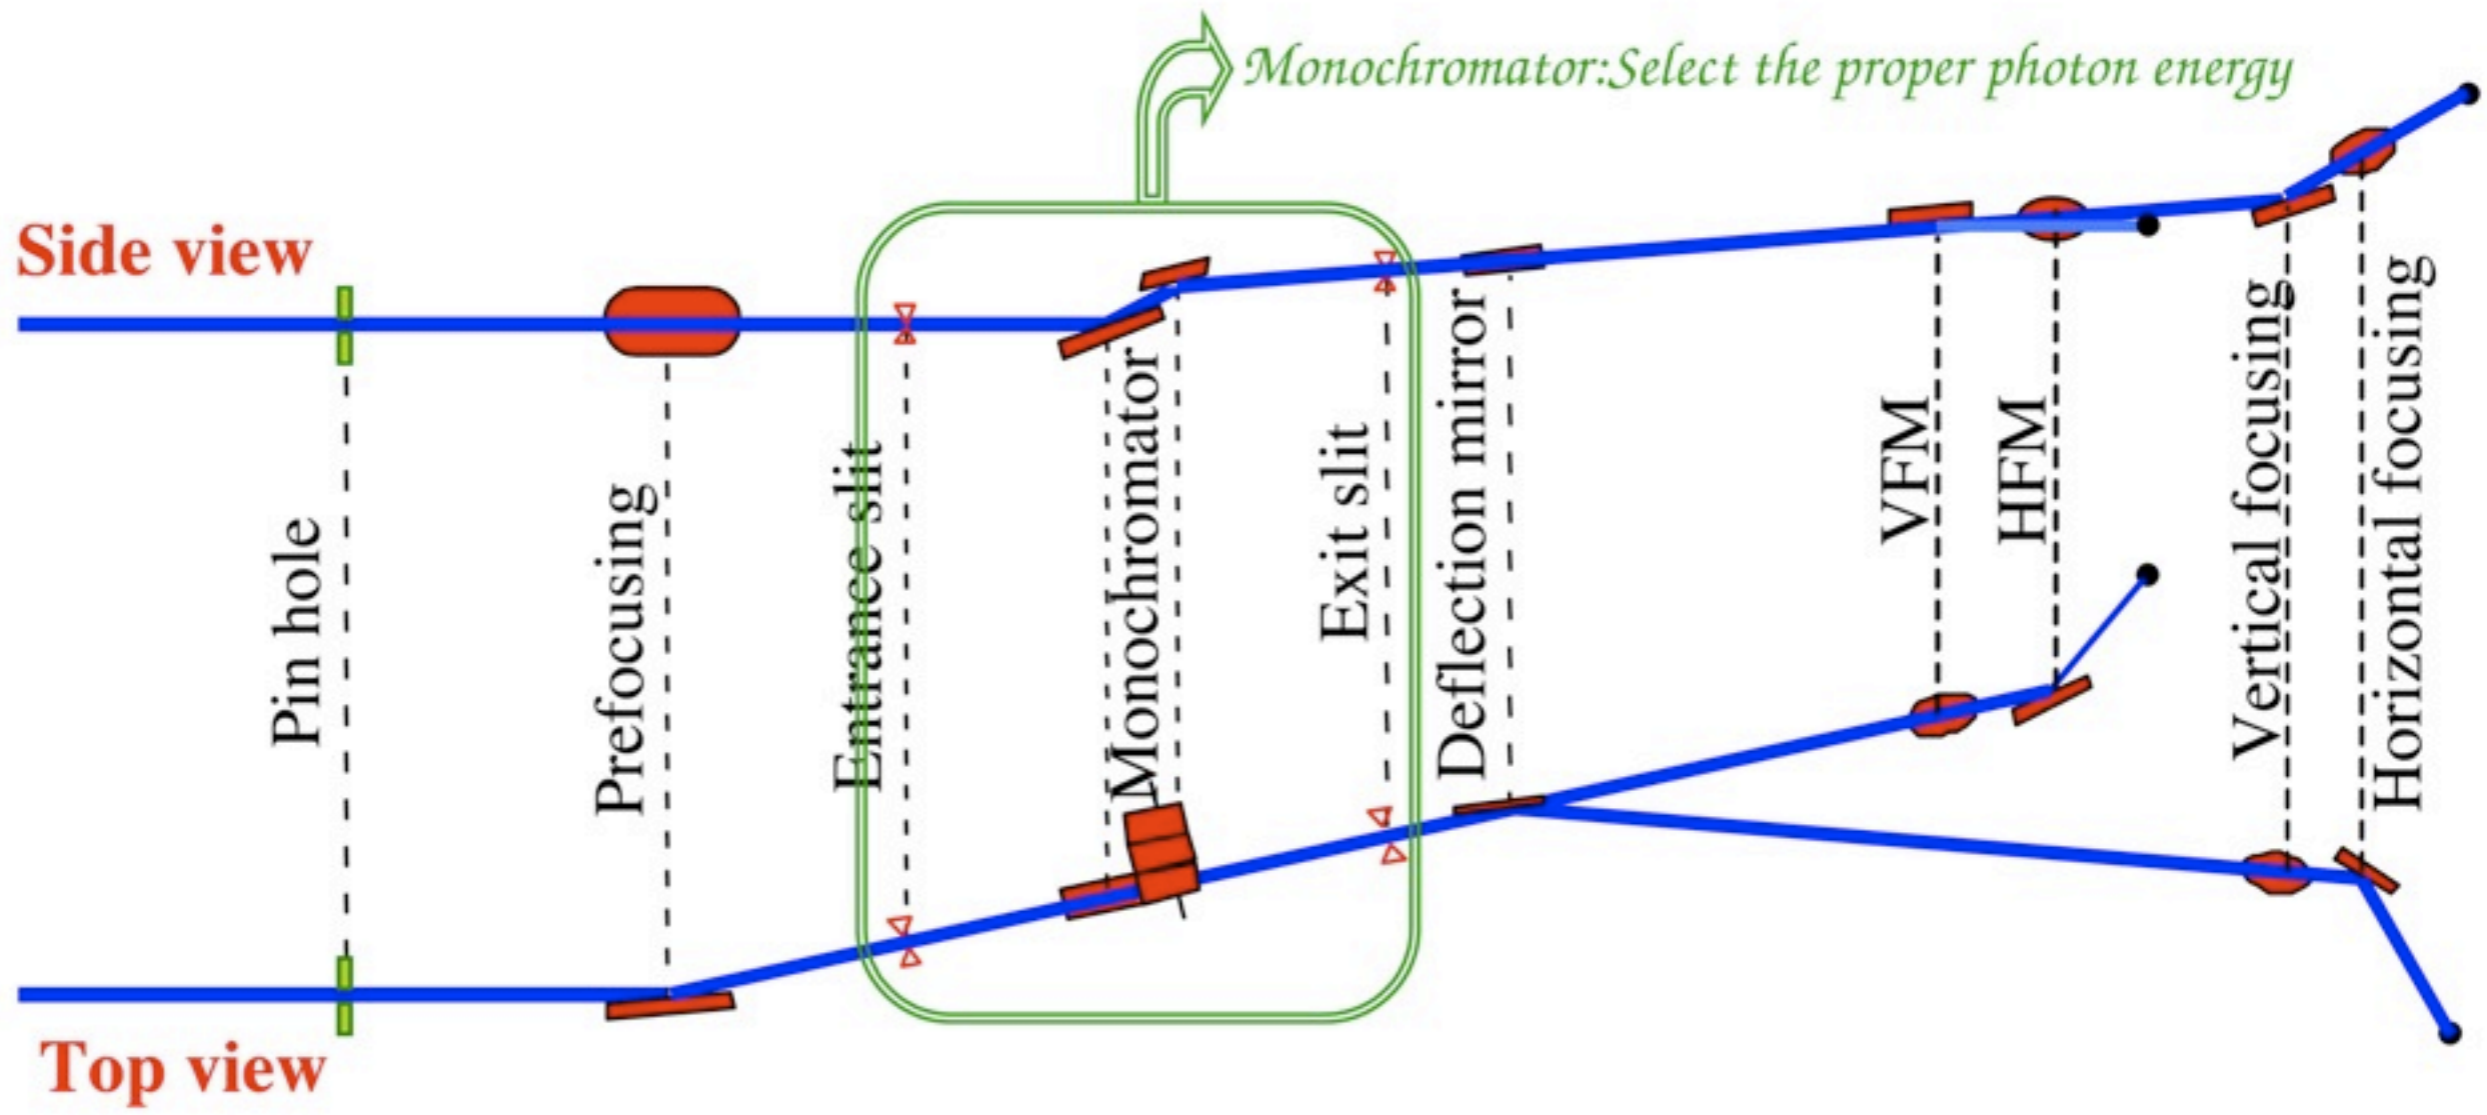 Monochromator:Select the proper photon energy
Side view
Pin hole
Prefocusing
Entrance slit
Monochromator
Exit slit
Deflection mirror
VFM
HFM
Vertical focusing
Horizontal focusing
Top view